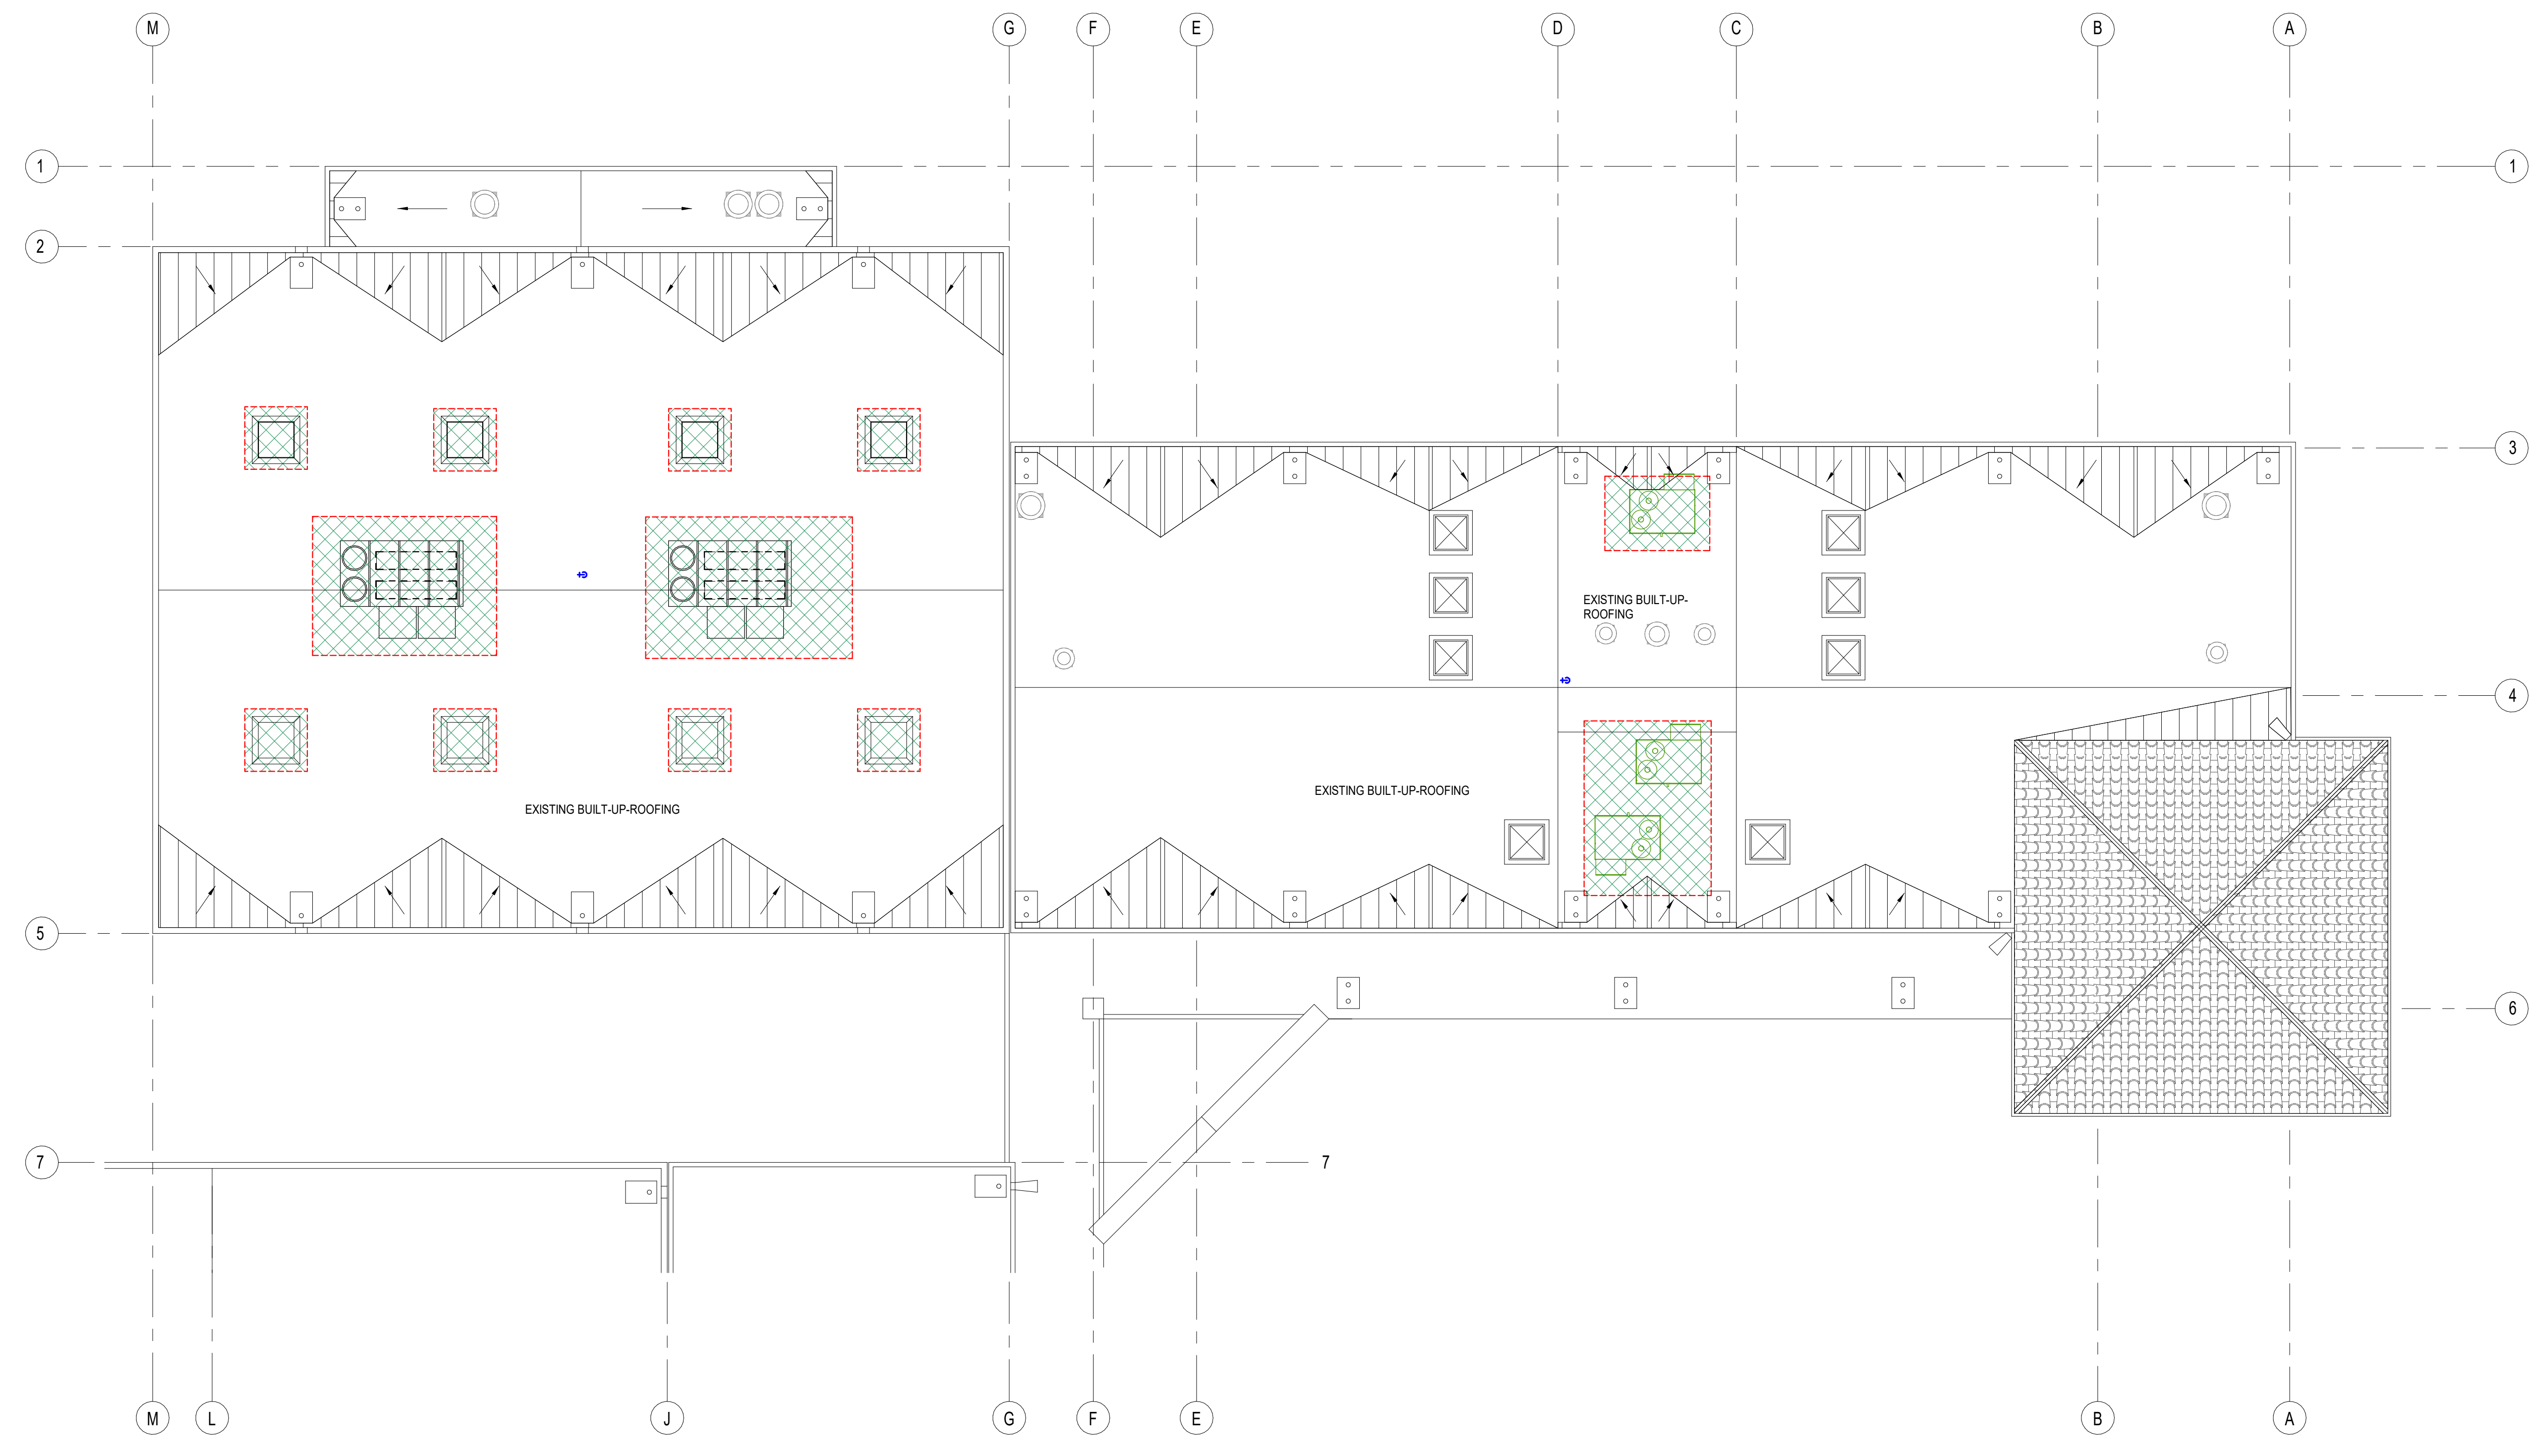 M G F E D C B A
1 1
2
3
EXISTING BUILT-UP-
ROOFING
4
EXISTING BUILT-UP-ROOFING
EXISTING BUILT-UP-ROOFING
5
6
7 7
M L J G F E B A